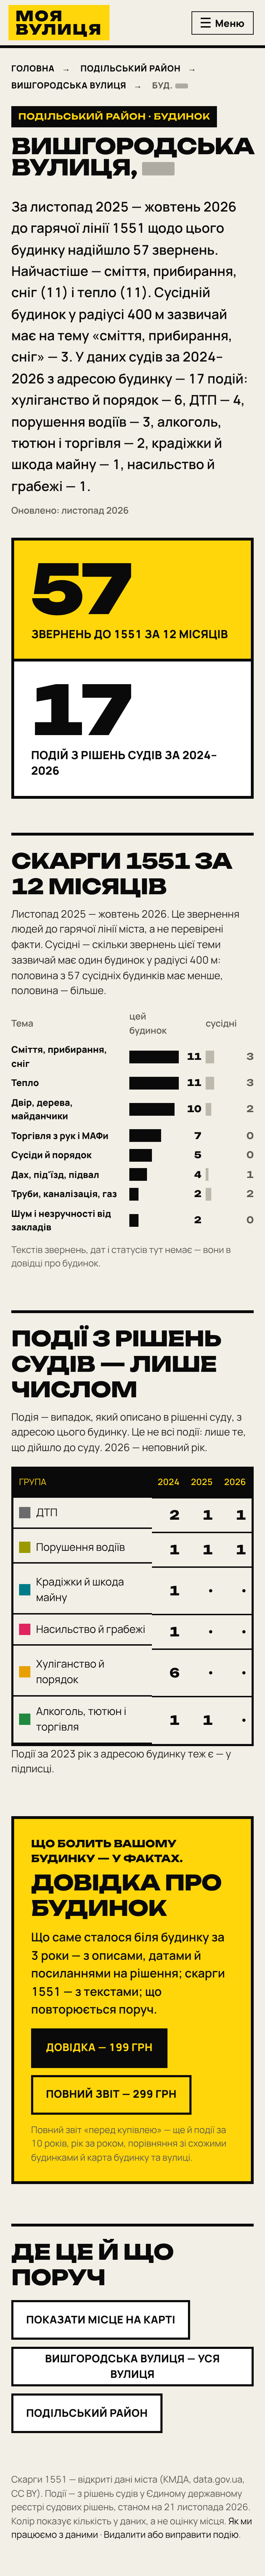 МОЯ
ВУЛИЦЯ
☰ Меню
ГОЛОВНА → ПОДІЛЬСЬКИЙ РАЙОН →
ВИШГОРОДСЬКА ВУЛИЦЯ → БУД.
ПОДІЛЬСЬКИЙ РАЙОН · БУДИНОК
ВИШГОРОДСЬКА
ВУЛИЦЯ,
За листопад 2025 — жовтень 2026
до гарячої лінії 1551 щодо цього
будинку надійшло 57 звернень.
Найчастіше — сміття, прибирання,
сніг (11) і тепло (11). Сусідній
будинок у радіусі 400 м зазвичай
має на тему «сміття, прибирання,
сніг» — 3. У даних судів за 2024–
2026 з адресою будинку — 17 подій:
хуліганство й порядок — 6, ДТП — 4,
порушення водіїв — 3, алкоголь,
тютюн і торгівля — 2, крадіжки й
шкода майну — 1, насильство й
грабежі — 1.
Оновлено: листопад 2026
57
ЗВЕРНЕНЬ ДО 1551 ЗА 12 МІСЯЦІВ
17
ПОДІЙ З РІШЕНЬ СУДІВ ЗА 2024–
2026
СКАРГИ 1551 ЗА
12 МІСЯЦІВ
Листопад 2025 — жовтень 2026. Це звернення
людей до гарячої лінії міста, а не перевірені
факти. Сусідні — скільки звернень цієї теми
зазвичай має один будинок у радіусі 400 м:
половина з 57 сусідніх будинків має менше,
половина — більше.
Тема цей будинок сусідні
Сміття, прибирання, сніг 11 3
Тепло 11 3
Двір, дерева, майданчики 10 2
Торгівля з рук і МАФи 7 0
Сусіди й порядок 5 0
Дах, під'їзд, підвал 4 1
Труби, каналізація, газ 2 2
Шум і незручності від закладів 2 0
Текстів звернень, дат і статусів тут немає — вони в
довідці про будинок.
ПОДІЇ З РІШЕНЬ
СУДІВ — ЛИШЕ
ЧИСЛОМ
Подія — випадок, який описано в рішенні суду, з
адресою цього будинку. Це не всі події: лише те,
що дійшло до суду. 2026 — неповний рік.
ГРУПА 2024 2025 2026
ДТП 2 1 1
Порушення водіїв 1 1 1
Крадіжки й шкода майну 1 • •
Насильство й грабежі 1 • •
Хуліганство й порядок 6 • •
Алкоголь, тютюн і торгівля 1 1 •
Події за 2023 рік з адресою будинку теж є — у
підписці.
ЩО БОЛИТЬ ВАШОМУ
БУДИНКУ — У ФАКТАХ.
ДОВІДКА ПРО
БУДИНОК
Що саме сталося біля будинку за
3 роки — з описами, датами й
посиланнями на рішення; скарги
1551 — з текстами; що
повторюється поруч.
ДОВІДКА — 199 ГРН
ПОВНИЙ ЗВІТ — 299 ГРН
Повний звіт «перед купівлею» — ще й події за
10 років, рік за роком, порівняння зі схожими
будинками й карта будинку та вулиці.
ДЕ ЦЕ Й ЩО
ПОРУЧ
ПОКАЗАТИ МІСЦЕ НА КАРТІ
ВИШГОРОДСЬКА ВУЛИЦЯ — УСЯ
ВУЛИЦЯ
ПОДІЛЬСЬКИЙ РАЙОН
Скарги 1551 — відкриті дані міста (КМДА, data.gov.ua,
CC BY). Події — з рішень судів у Єдиному державному
реєстрі судових рішень, станом на 21 листопада 2026.
Колір показує кількість у даних, а не оцінку місця. Як ми
працюємо з даними · Видалити або виправити подію.